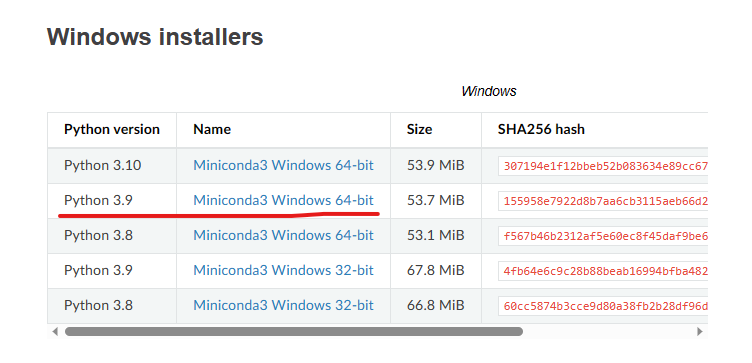 Windows installers
Windows
Python version Name Size SHA256 hash
Python 3.10 Miniconda3 Windows 64-bit 53.9 MiB 307194e1f12bbeb52b083634e89cc67
Python 3.9 Miniconda3 Windows 64-bit 53.7 MiB 155958e7922d8b7aa6cb3115aeb66d2
Python 3.8 Miniconda3 Windows 64-bit 53.1 MiB f567b46b2312af5e60ec8f45daf9be6
Python 3.9 Miniconda3 Windows 32-bit 67.8 MiB 4fb64e6c9c28b88beab16994bfba482
Python 3.8 Miniconda3 Windows 32-bit 66.8 MiB 60cc5874b3cce9d80a38fb2b28df96d